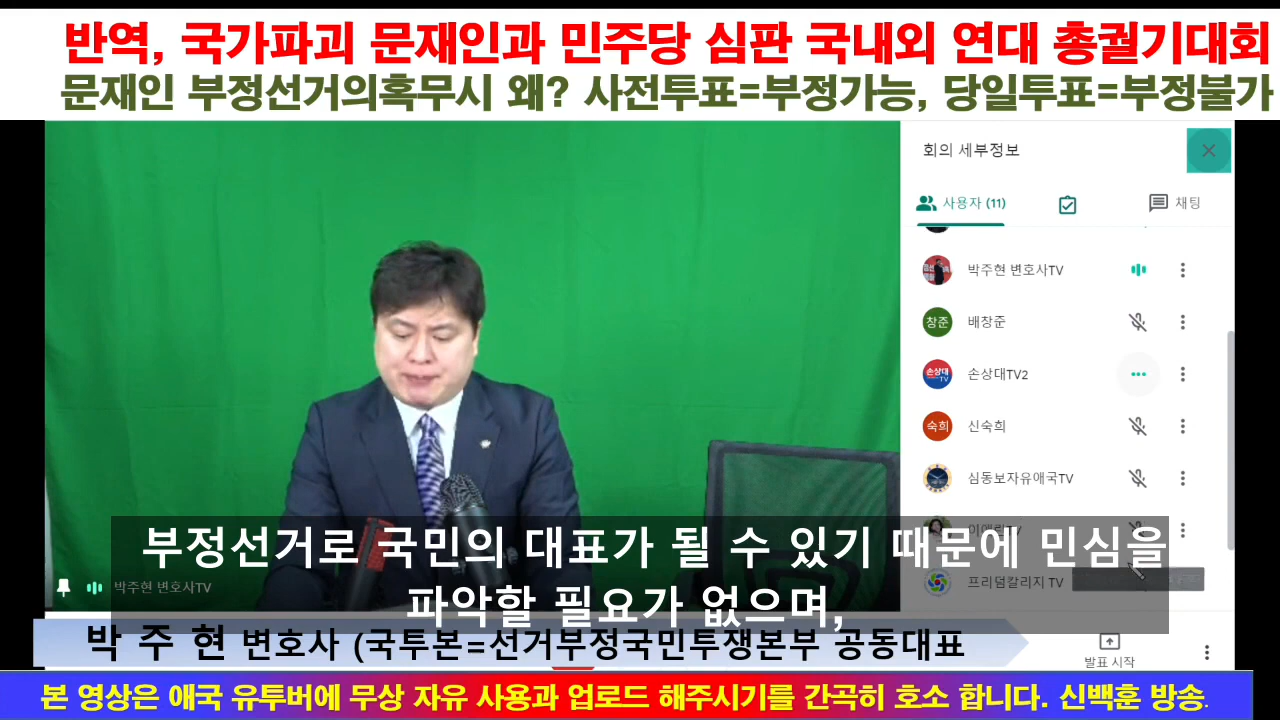 반역, 국가파괴 문재인과 민주당 심판 국내외 연대 총궐기대회
문재인 부정선거의혹무시 왜? 사전투표=부정가능, 당일투표=부정불가
회의 세부정보
사용자 (11)
채팅
박주현 변호사TV
창준 배창준
손상대TV 손상대TV2
숙희 신숙희
심동보자유애국TV
프리덤칼리지 TV
박주현 변호사TV
부정선거로 국민의 대표가 될 수 있기 때문에 민심을
파악할 필요가 없으며,
박 주 현 변호사 (국투본=선거부정국민투쟁본부 공동대표
발표 시작
본 영상은 애국 유투버에 무상 자유 사용과 업로드 해주시기를 간곡히 호소 합니다. 신백훈 방송.